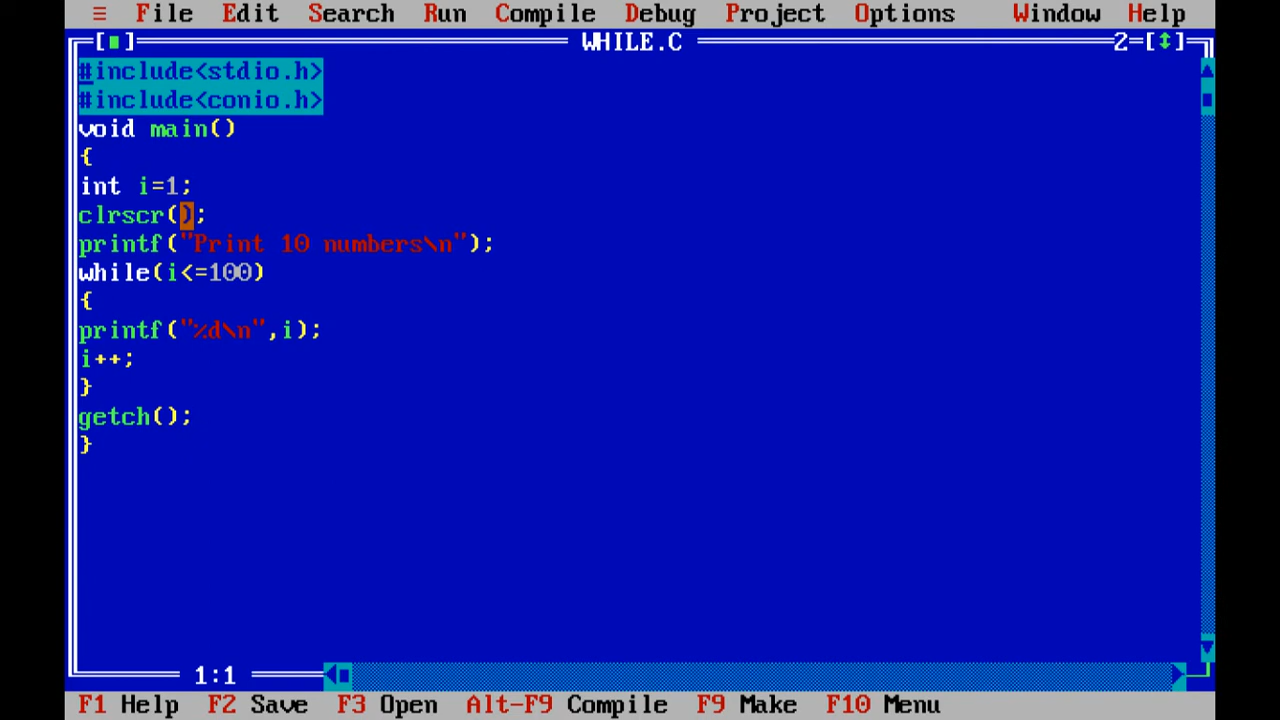 ≡ File Edit Search Run Compile Debug Project Options Window Help
[■] WHILE.C 2=[↕]
#include<stdio.h>
#include<conio.h>
void main()
{
int i=1;
clrscr();
printf("Print 10 numbers\n");
while(i<=100)
{
printf("%d\n",i);
i++;
}
getch();
}
1:1
F1 Help F2 Save F3 Open Alt-F9 Compile F9 Make F10 Menu